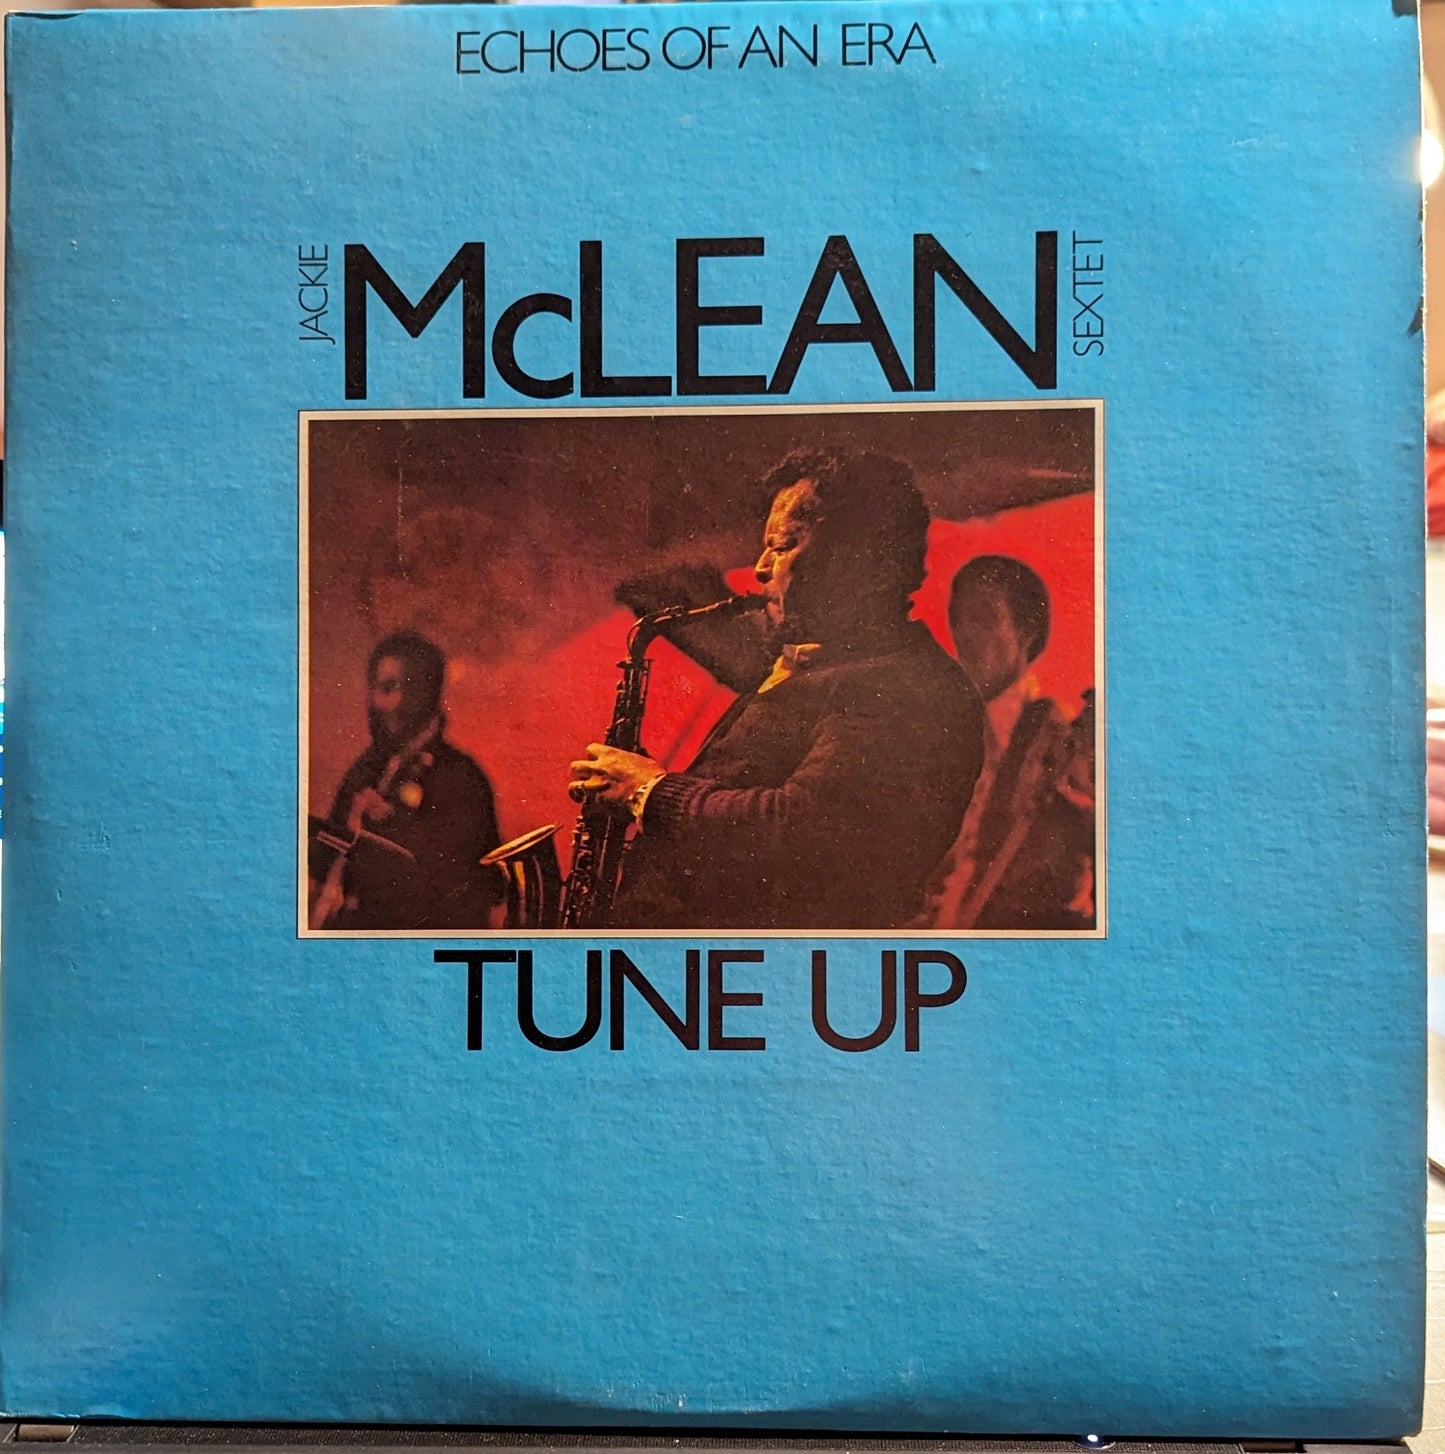 ECHOES OF AN ERA
JACKIE
McLEAN
SEXTET
TUNE UP